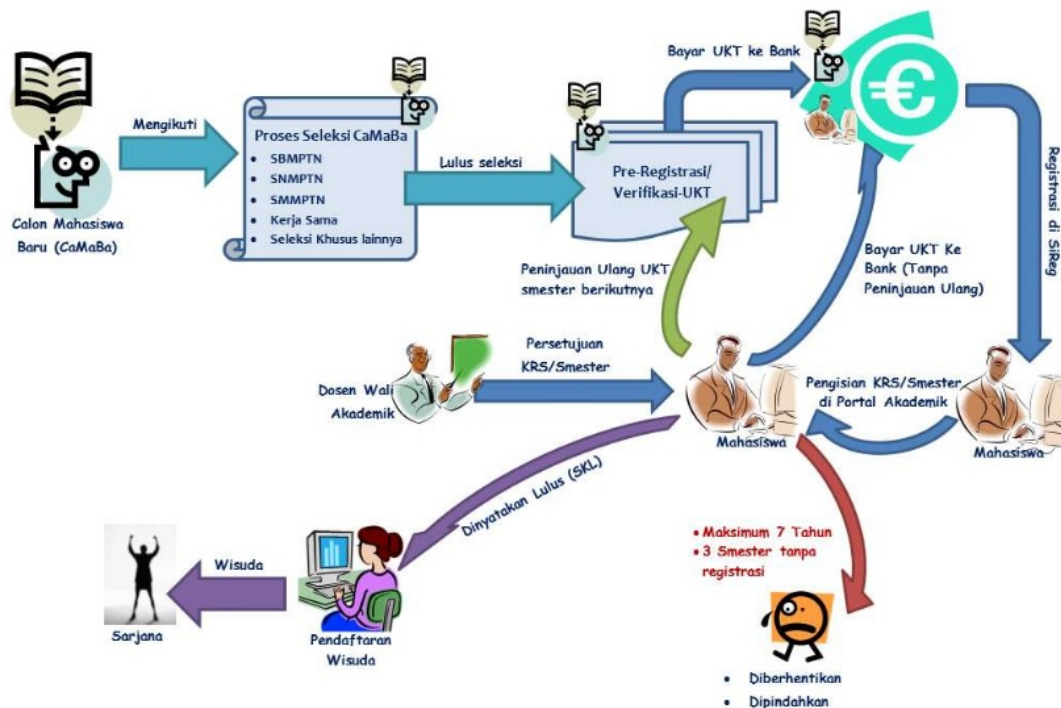 Calon Mahasiswa
Baru (CaMaBa)
Mengikuti
Proses Seleksi CaMaBa
• SBMPTN
• SNMPTN
• SMMPTN
• Kerja Sama
• Seleksi Khusus lainnya
Lulus seleksi
Pre-Registrasi/
Verifikasi-UKT
Bayar UKT ke Bank
€
Registrasi di SiReg
Peninjauan Ulang UKT
smester berikutnya
Bayar UKT Ke
Bank (Tanpa
Peninjauan Ulang)
Dosen Wali
Akademik
Persetujuan
KRS/Smester
Mahasiswa
Pengisian KRS/Smester
di Portal Akademik
Mahasiswa
Dinyatakan Lulus (SKL)
• Maksimum 7 Tahun
• 3 Smester tanpa
registrasi
Wisuda
Sarjana
Pendaftaran
Wisuda
• Diberhentikan
• Dipindahkan